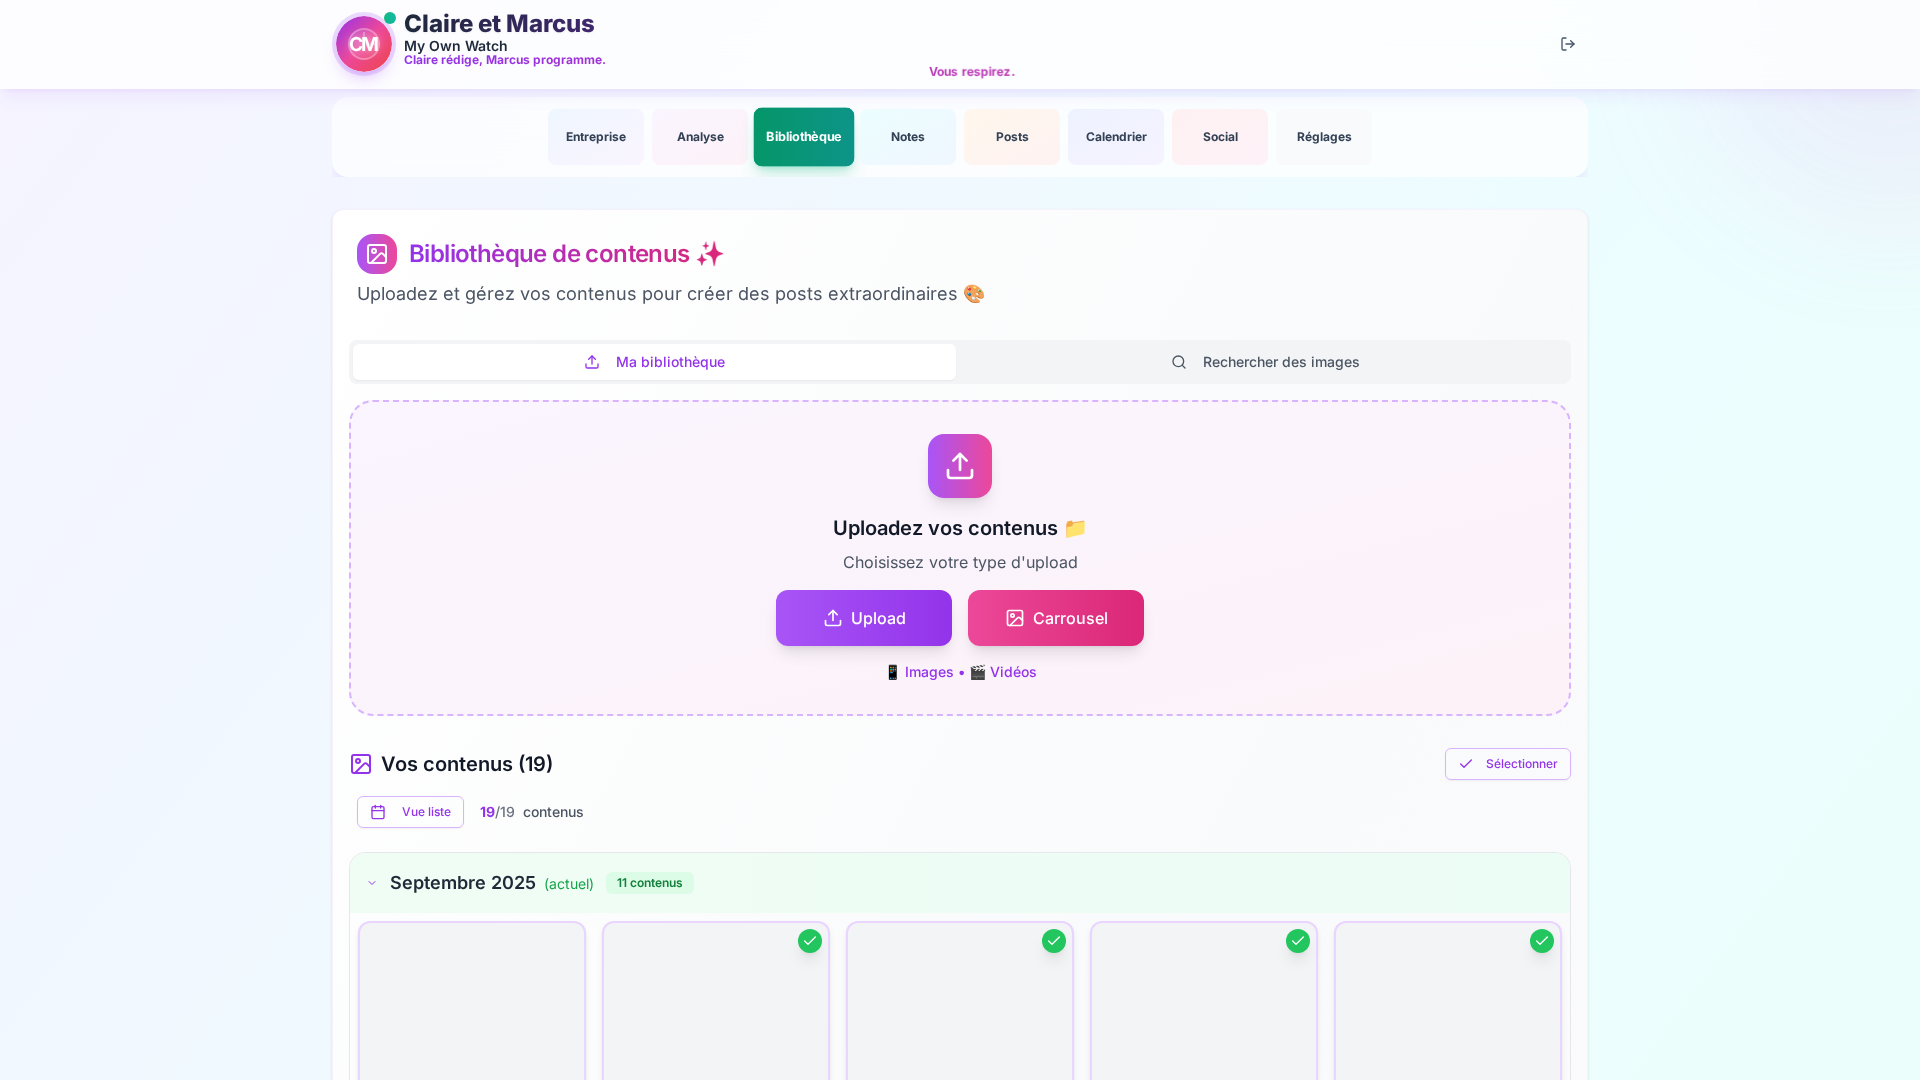 CM
Claire et Marcus
My Own Watch
Claire rédige, Marcus programme.
Vous respirez.
Entreprise
Analyse
Bibliothèque
Notes
Posts
Calendrier
Social
Réglages
Bibliothèque de contenus ✨
Uploadez et gérez vos contenus pour créer des posts extraordinaires 🎨
Ma bibliothèque
Rechercher des images
Uploadez vos contenus 📁
Choisissez votre type d'upload
Upload
Carrousel
📱 Images • 🎬 Vidéos
Vos contenus (19)
Sélectionner
Vue liste
19/19 contenus
Septembre 2025 (actuel) 11 contenus